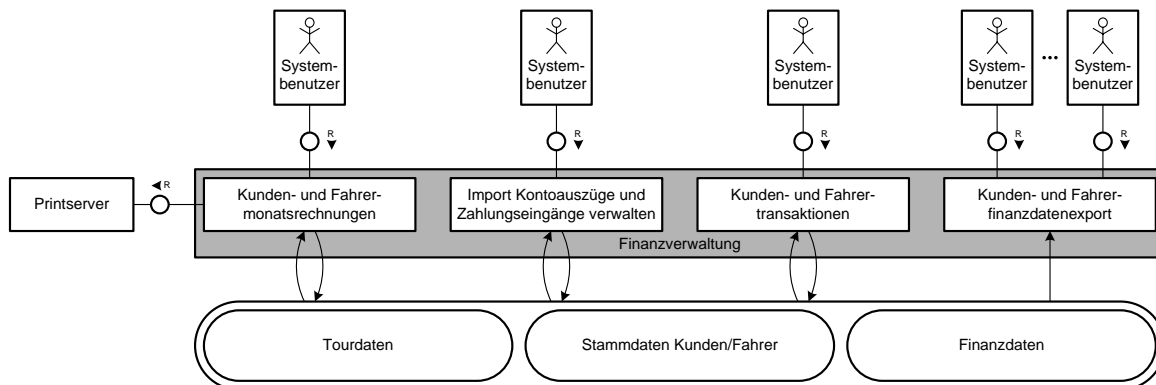 System-
benutzer
System-
benutzer
System-
benutzer
System-
benutzer
...
System-
benutzer
R
R
R
R
R
R
Printserver
Kunden- und Fahrer-
monatsrechnungen
Import Kontoauszüge und
Zahlungseingänge verwalten
Kunden- und Fahrer-
transaktionen
Kunden- und Fahrer-
finanzdatenexport
Finanzverwaltung
Tourdaten
Stammdaten Kunden/Fahrer
Finanzdaten